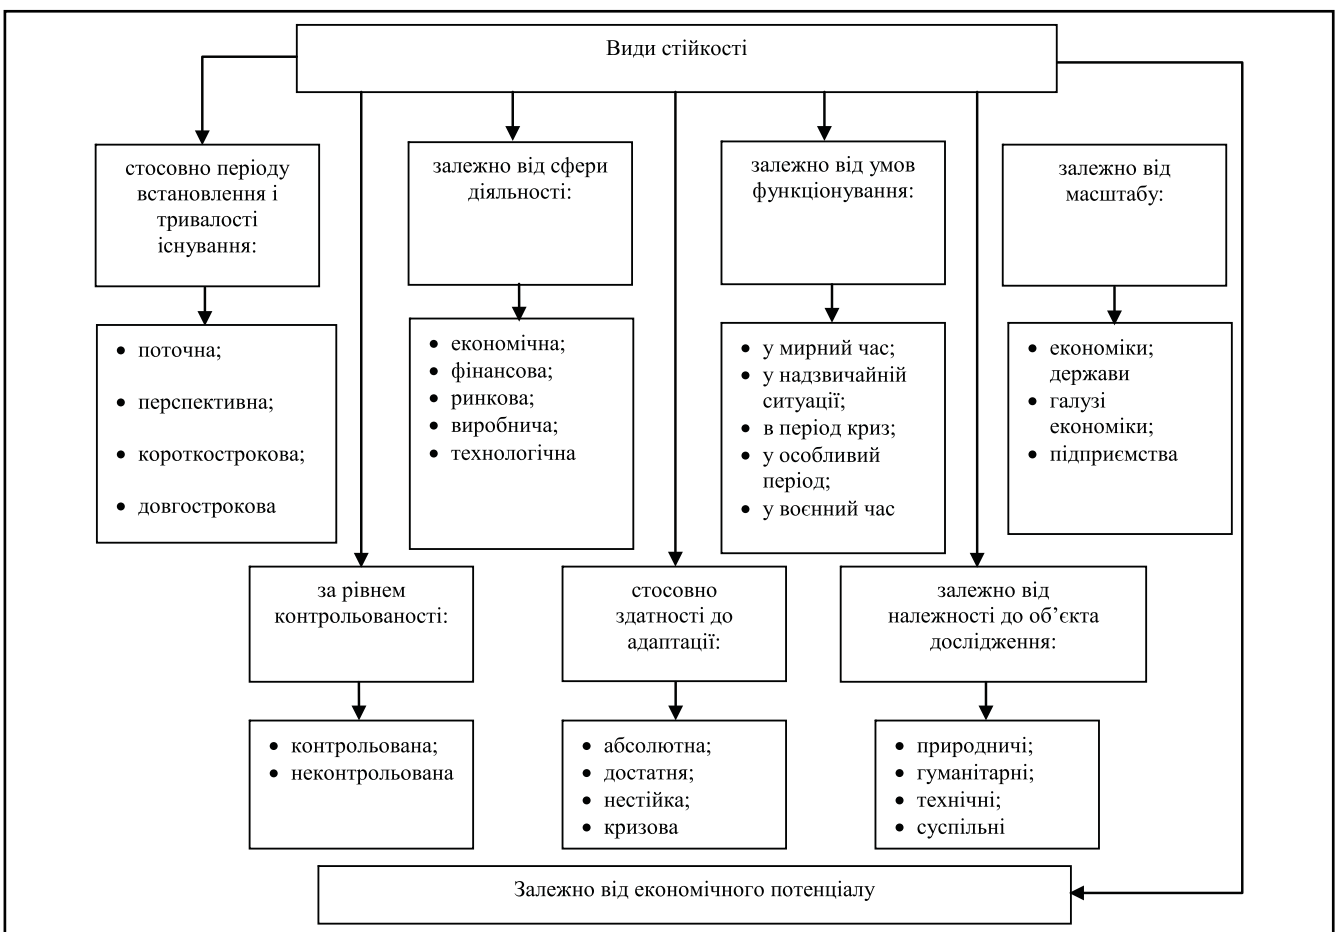 Види стійкості
стосовно періоду
встановлення і
тривалості
існування:
залежно від сфери
діяльності:
залежно від умов
функціонування:
залежно від
масштабу:
• поточна;
• перспективна;
• короткострокова;
• довгострокова
• економічна;
• фінансова;
• ринкова;
• виробнича;
• технологічна
• у мирний час;
• у надзвичайній
ситуації;
• в період криз;
• у особливий
період;
• у воєнний час
• економіки;
держави
• галузі
економіки;
• підприємства
за рівнем
контрольованості:
стосовно
здатності до
адаптації:
залежно від
належності до об’єкта
дослідження:
• контрольована;
• неконтрольована
• абсолютна;
• достатня;
• нестійка;
• кризова
• природничі;
• гуманітарні;
• технічні;
• суспільні
Залежно від економічного потенціалу